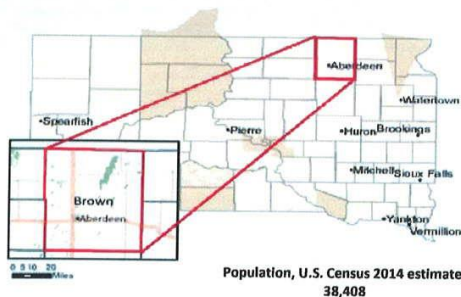 Aberdeen
Watertown
Spearfish
Pierre
Huron
Brookings
Mitchell
Sioux Falls
Yankton
Vermillion
Brown
Aberdeen
0 5 10 20
Miles
Population, U.S. Census 2014 estimate
38,408